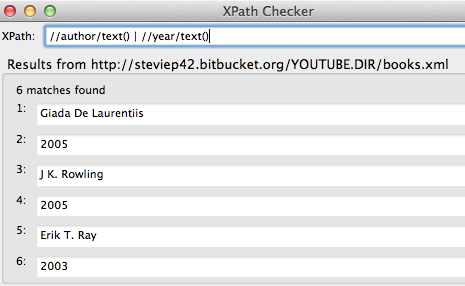 XPath Checker
XPath: //author/text() | //year/text()
Results from http://steviep42.bitbucket.org/YOUTUBE.DIR/books.xml
6 matches found
1: Giada De Laurentiis
2: 2005
3: J K. Rowling
4: 2005
5: Erik T. Ray
6: 2003